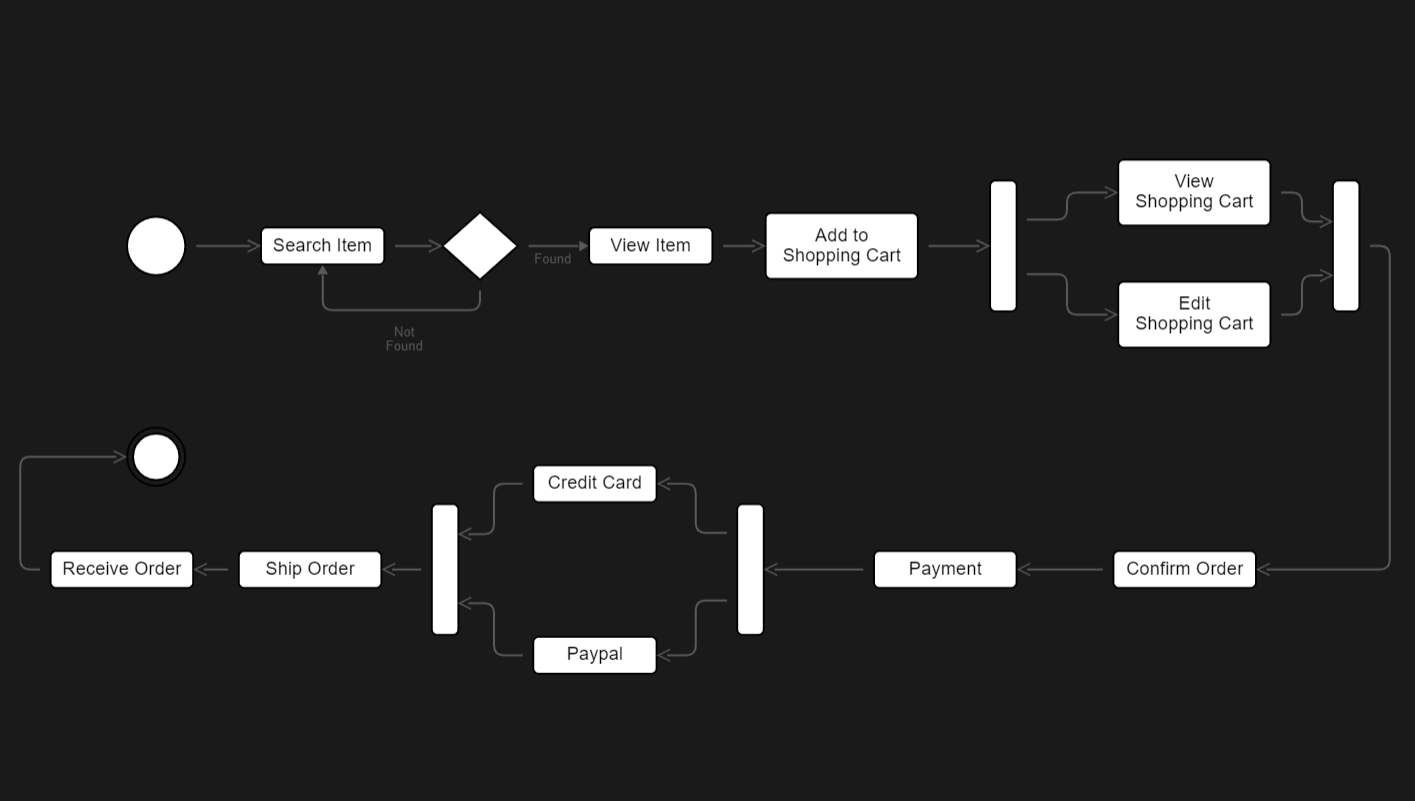 Search Item
Found
View Item
Add to
Shopping Cart
View
Shopping Cart
Edit
Shopping Cart
Not
Found
Credit Card
Receive Order
Ship Order
Payment
Confirm Order
Paypal